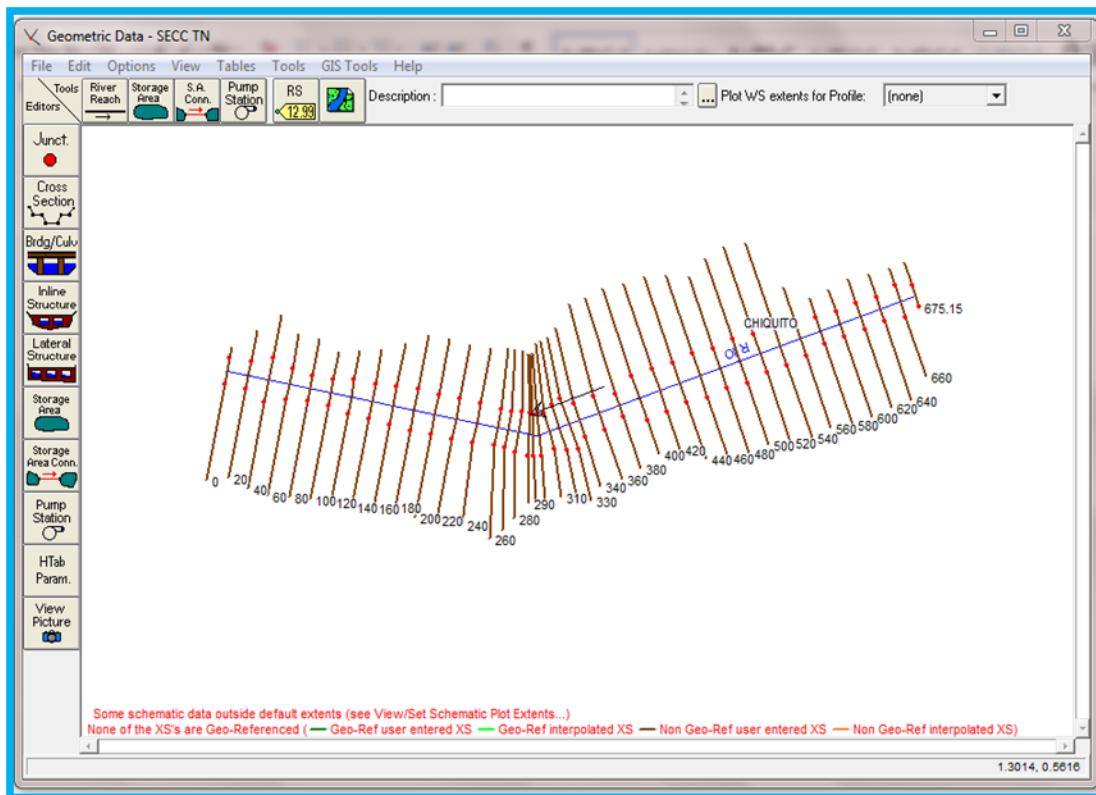 Geometric Data - SECC TN
File Edit Options View Tables Tools GIS Tools Help
Tools
Editors
River
Reach
Storage
Area
S.A.
Conn.
Pump
Station
RS
12.99
Description :
...
Plot WS extents for Profile:
(none)
Junct.
Cross
Section
Brdg/Culv
Inline
Structure
Lateral
Structure
Storage
Area
Storage
Area Conn.
Pump
Station
HTab
Param.
View
Picture
CHIQUITO
RIO
675.15
660
0 20 40 60 80 100 120 140 160 180 200 220 240 260 280 290 310 330 340 360 380 400 420 440 460 480 500 520 540 560 580 600 620 640
Some schematic data outside default extents (see View/Set Schematic Plot Extents...)
None of the XS's are Geo-Referenced ( Geo-Ref user entered XS Geo-Ref interpolated XS Non Geo-Ref user entered XS Non Geo-Ref interpolated XS)
1.3014, 0.5616